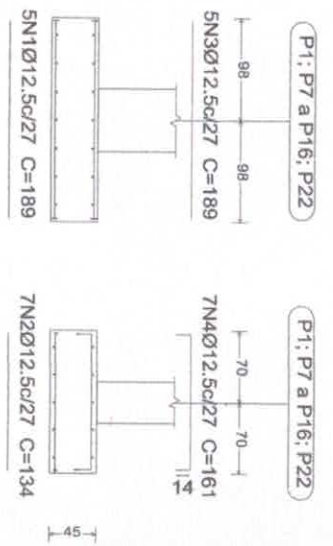 P1; P7 a P16; P22
98 98
5N3Ø12.5c/27 C=189
5N1Ø12.5c/27 C=189
P1; P7 a P16; P22
70 70
7N4Ø12.5c/27 C=161
14
7N2Ø12.5c/27 C=134
45